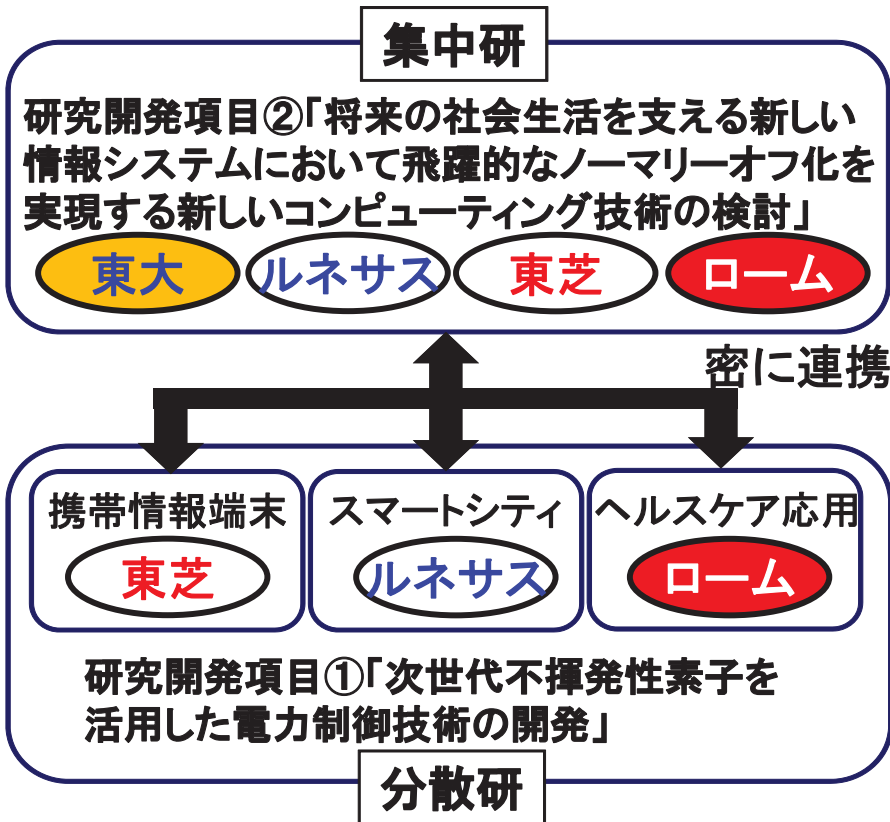 集中研
研究開発項目②「将来の社会生活を支える新しい
情報システムにおいて飛躍的なノーマリーオフ化を
実現する新しいコンピューティング技術の検討」
東大 ルネサス 東芝 ローム
密に連携
携帯情報端末 スマートシティ ヘルスケア応用
東芝 ルネサス ローム
研究開発項目①「次世代不揮発性素子を
活用した電力制御技術の開発」
分散研